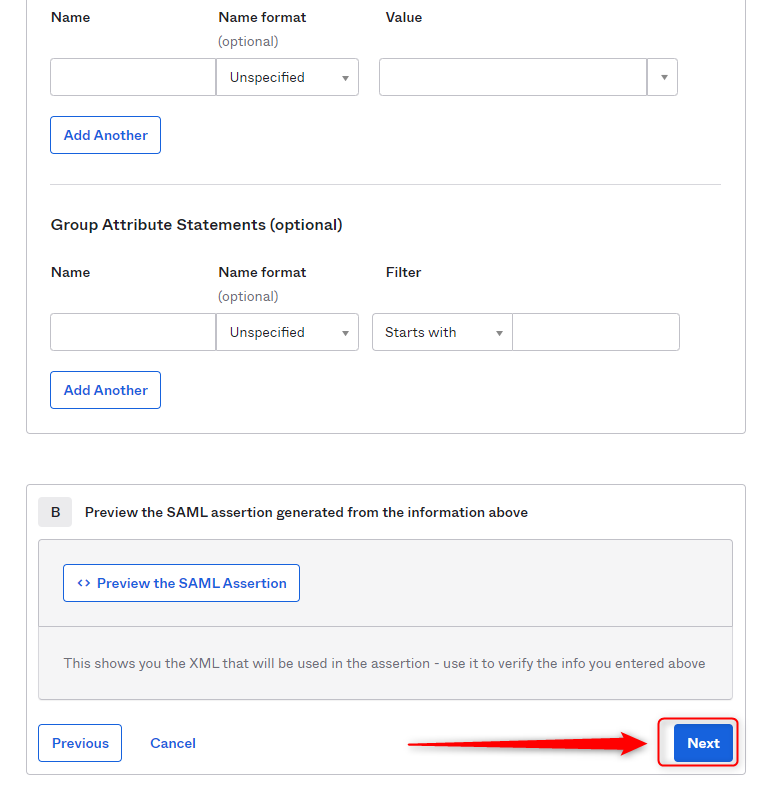 Name Name format Value
(optional)
Unspecified
Add Another
Group Attribute Statements (optional)
Name Name format Filter
(optional)
Unspecified Starts with
Add Another
B Preview the SAML assertion generated from the information above
<> Preview the SAML Assertion
This shows you the XML that will be used in the assertion - use it to verify the info you entered above
Previous Cancel Next